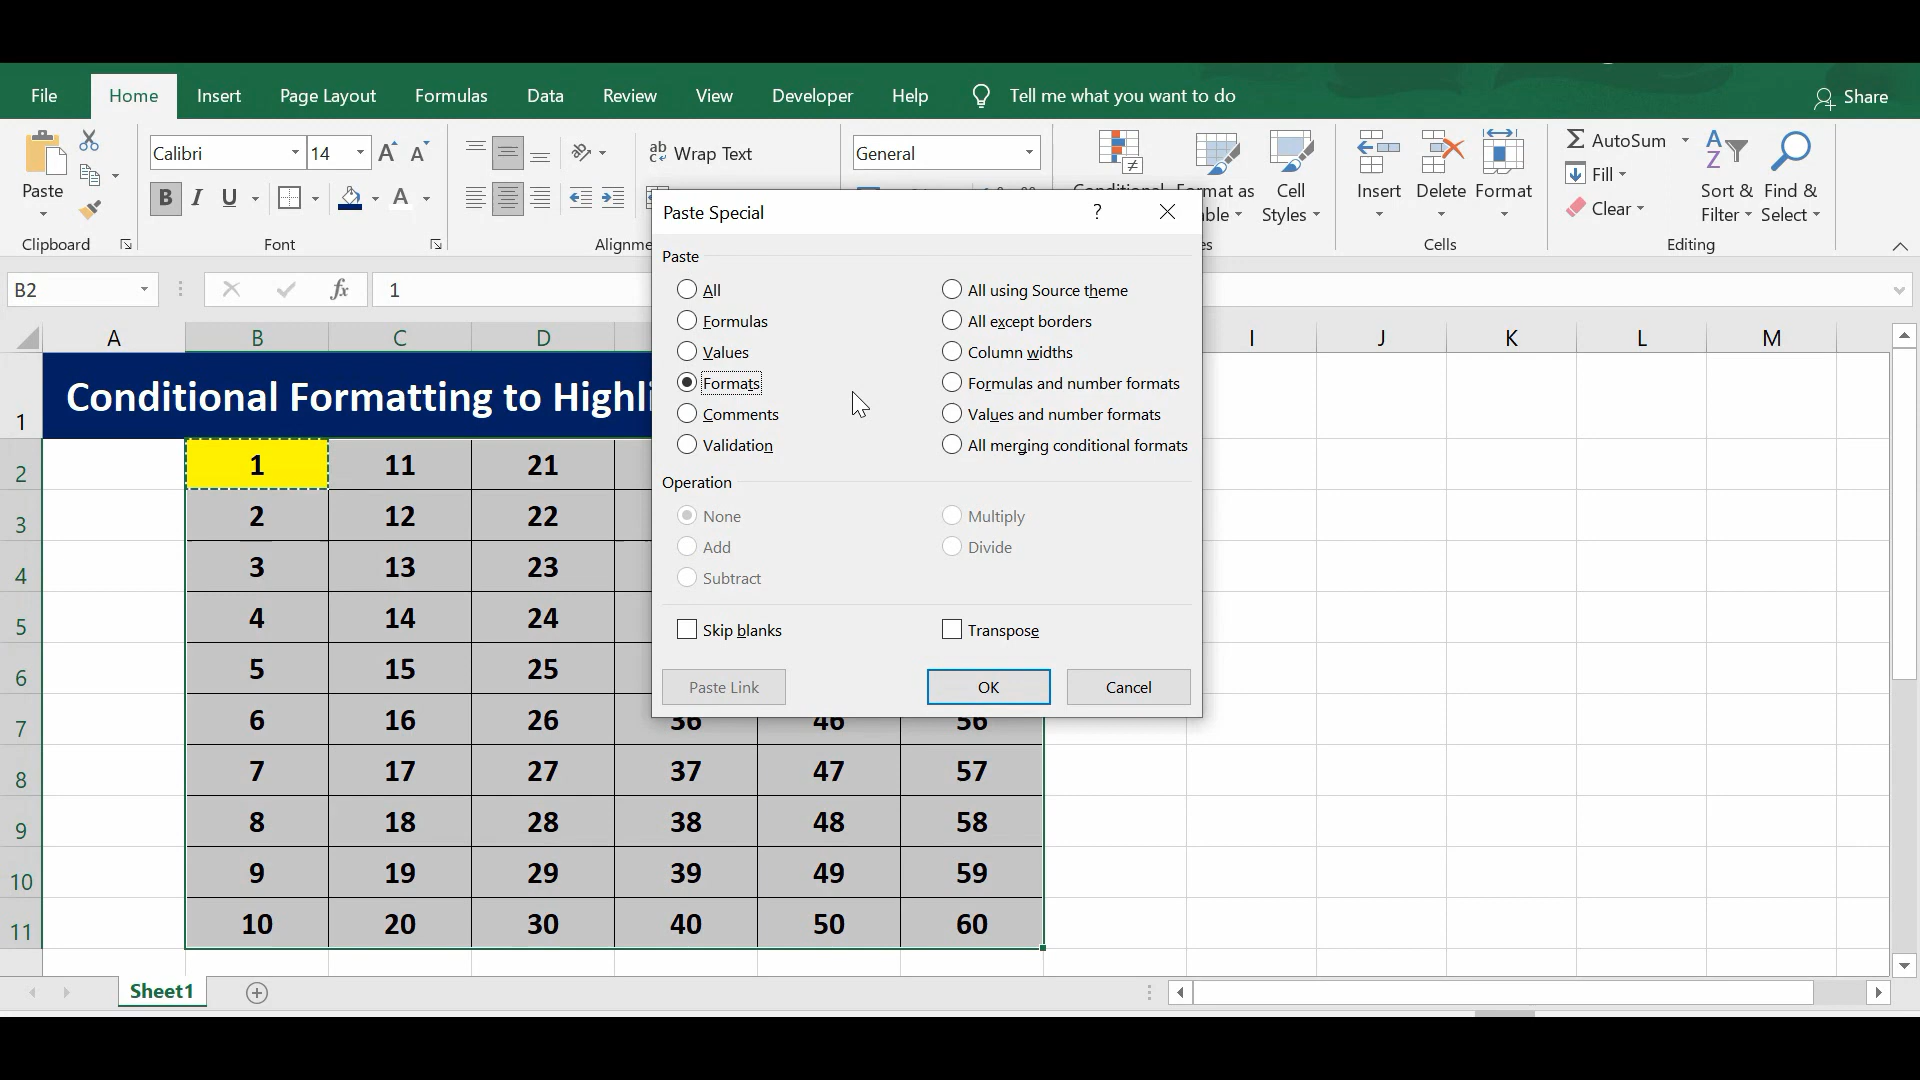 File Home Insert Page Layout Formulas Data Review View Developer Help Tell me what you want to do Share
Calibri 14 A A ab Wrap Text General AutoSum A Z
Paste Insert Delete Format Fill
B I U A Cell Sort & Find &
Styles Clear Filter Select
Clipboard Font Cells Editing
Paste Special ? ×
Paste
All All using Source theme
Formulas All except borders
Values Column widths
Formats Formulas and number formats
Comments Values and number formats
Validation All merging conditional formats
Operation
None Multiply
Add Divide
Subtract
Skip blanks Transpose
Paste Link OK Cancel
B2 fx 1
A B C D I J K L M
1 Conditional Formatting to
2 1 11 21
3 2 12 22
4 3 13 23
5 4 14 24
6 5 15 25
7 6 16 26 36 46 56
8 7 17 27 37 47 57
9 8 18 28 38 48 58
10 9 19 29 39 49 59
11 10 20 30 40 50 60
Sheet1